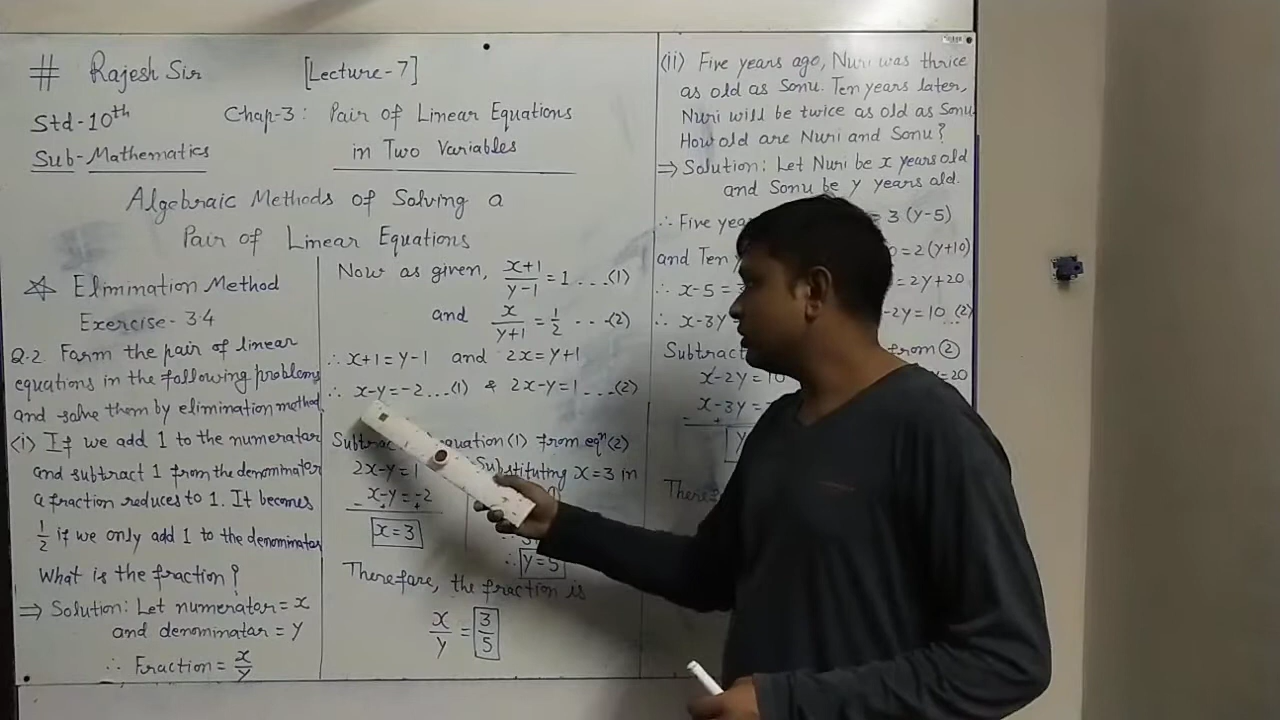 # Rajesh Sir
[Lecture-7]
Std-10th
Chap-3: Pair of Linear Equations
Sub-Mathematics
in Two Variables
Algebraic Methods of Solving a
Pair of Linear Equations
☆ Elimination Method
Exercise-3.4
Q.2 Form the pair of linear
equations in the following problems
and solve them by elimination method
(i) If we add 1 to the numerator
and subtract 1 from the denominator
a fraction reduces to 1. It becomes
1/2 if we only add 1 to the denominator
What is the fraction?
⇒ Solution: Let numerator = x
and denominator = y
∴ Fraction = x/y
Now as given, (x+1)/(y-1) = 1 ...(1)
and x/(y+1) = 1/2 ...(2)
∴ x+1 = y-1 and 2x = y+1
∴ x-y = -2 ...(1) & 2x-y = 1 ...(2)
equation (1) from eqn (2)
2x-y = 1
x-y = -2
- + +
x = 3
Substituting x = 3 in
∴ y = 5
Therefore, the fraction is
x/y = 3/5
(ii) Five years ago, Nuri was thrice
as old as Sonu. Ten years later,
Nuri will be twice as old as Sonu
How old are Nuri and Sonu?
⇒ Solution: Let Nuri be x years old
and Sonu be y years old.
∴ Five = 3(y-5)
and Ten = 2(y+10)
∴ x-5 = = 2y+20
∴ x-3y -2y = 10 ...(2)
Subtract from (2)
x-2y = 10
x-3y =
- +